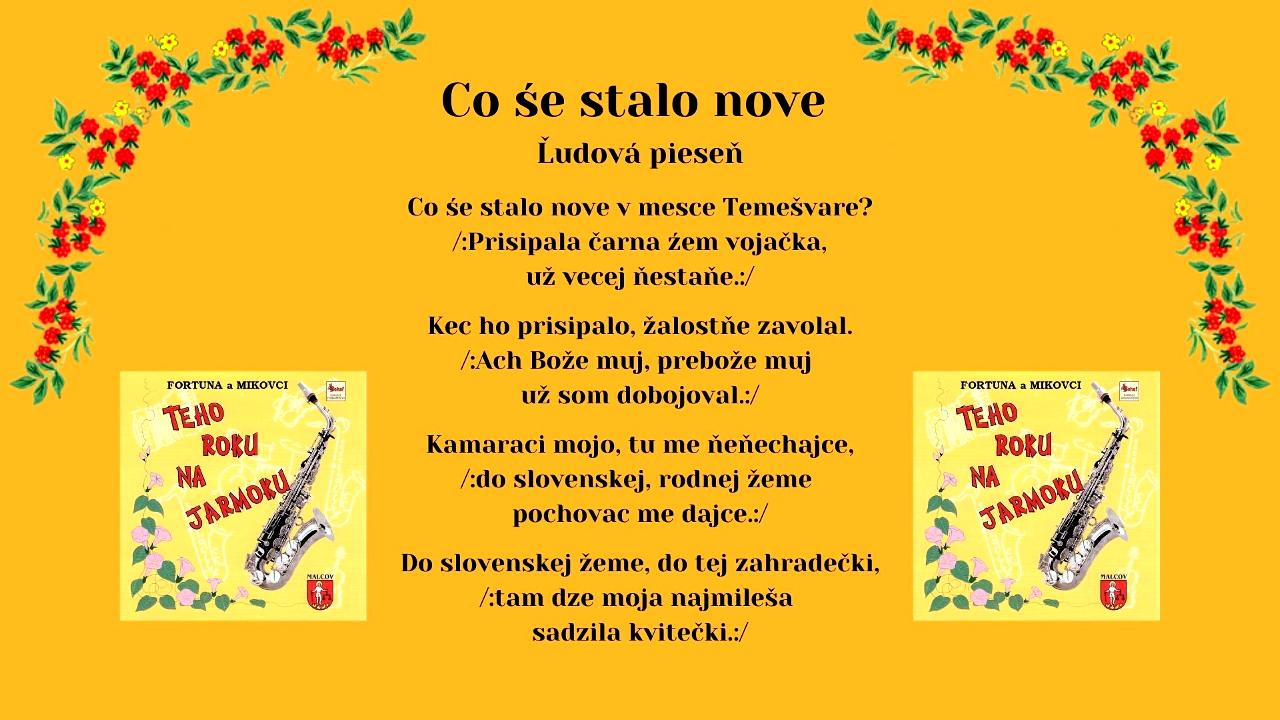 Co śe stalo nove
Ľudová pieseň
Co śe stalo nove v mesce Temešvare?
/:Prisipala čarna źem vojačka,
už vecej ňestaňe.:/
Kec ho prisipalo, žalostňe zavolal.
/:Ach Bože muj, prebože muj
už som dobojoval.:/
Kamaraci mojo, tu me ňeňechajce,
/:do slovenskej, rodnej žeme
pochovac me dajce.:/
Do slovenskej žeme, do tej zahradečki,
/:tam dze moja najmileša
sadzila kvitečki.:/
FORTUNA a MIKOVCI
TEHO
ROKU
NA
JARMOKU
MALCOV
FORTUNA a MIKOVCI
TEHO
ROKU
NA
JARMOKU
MALCOV